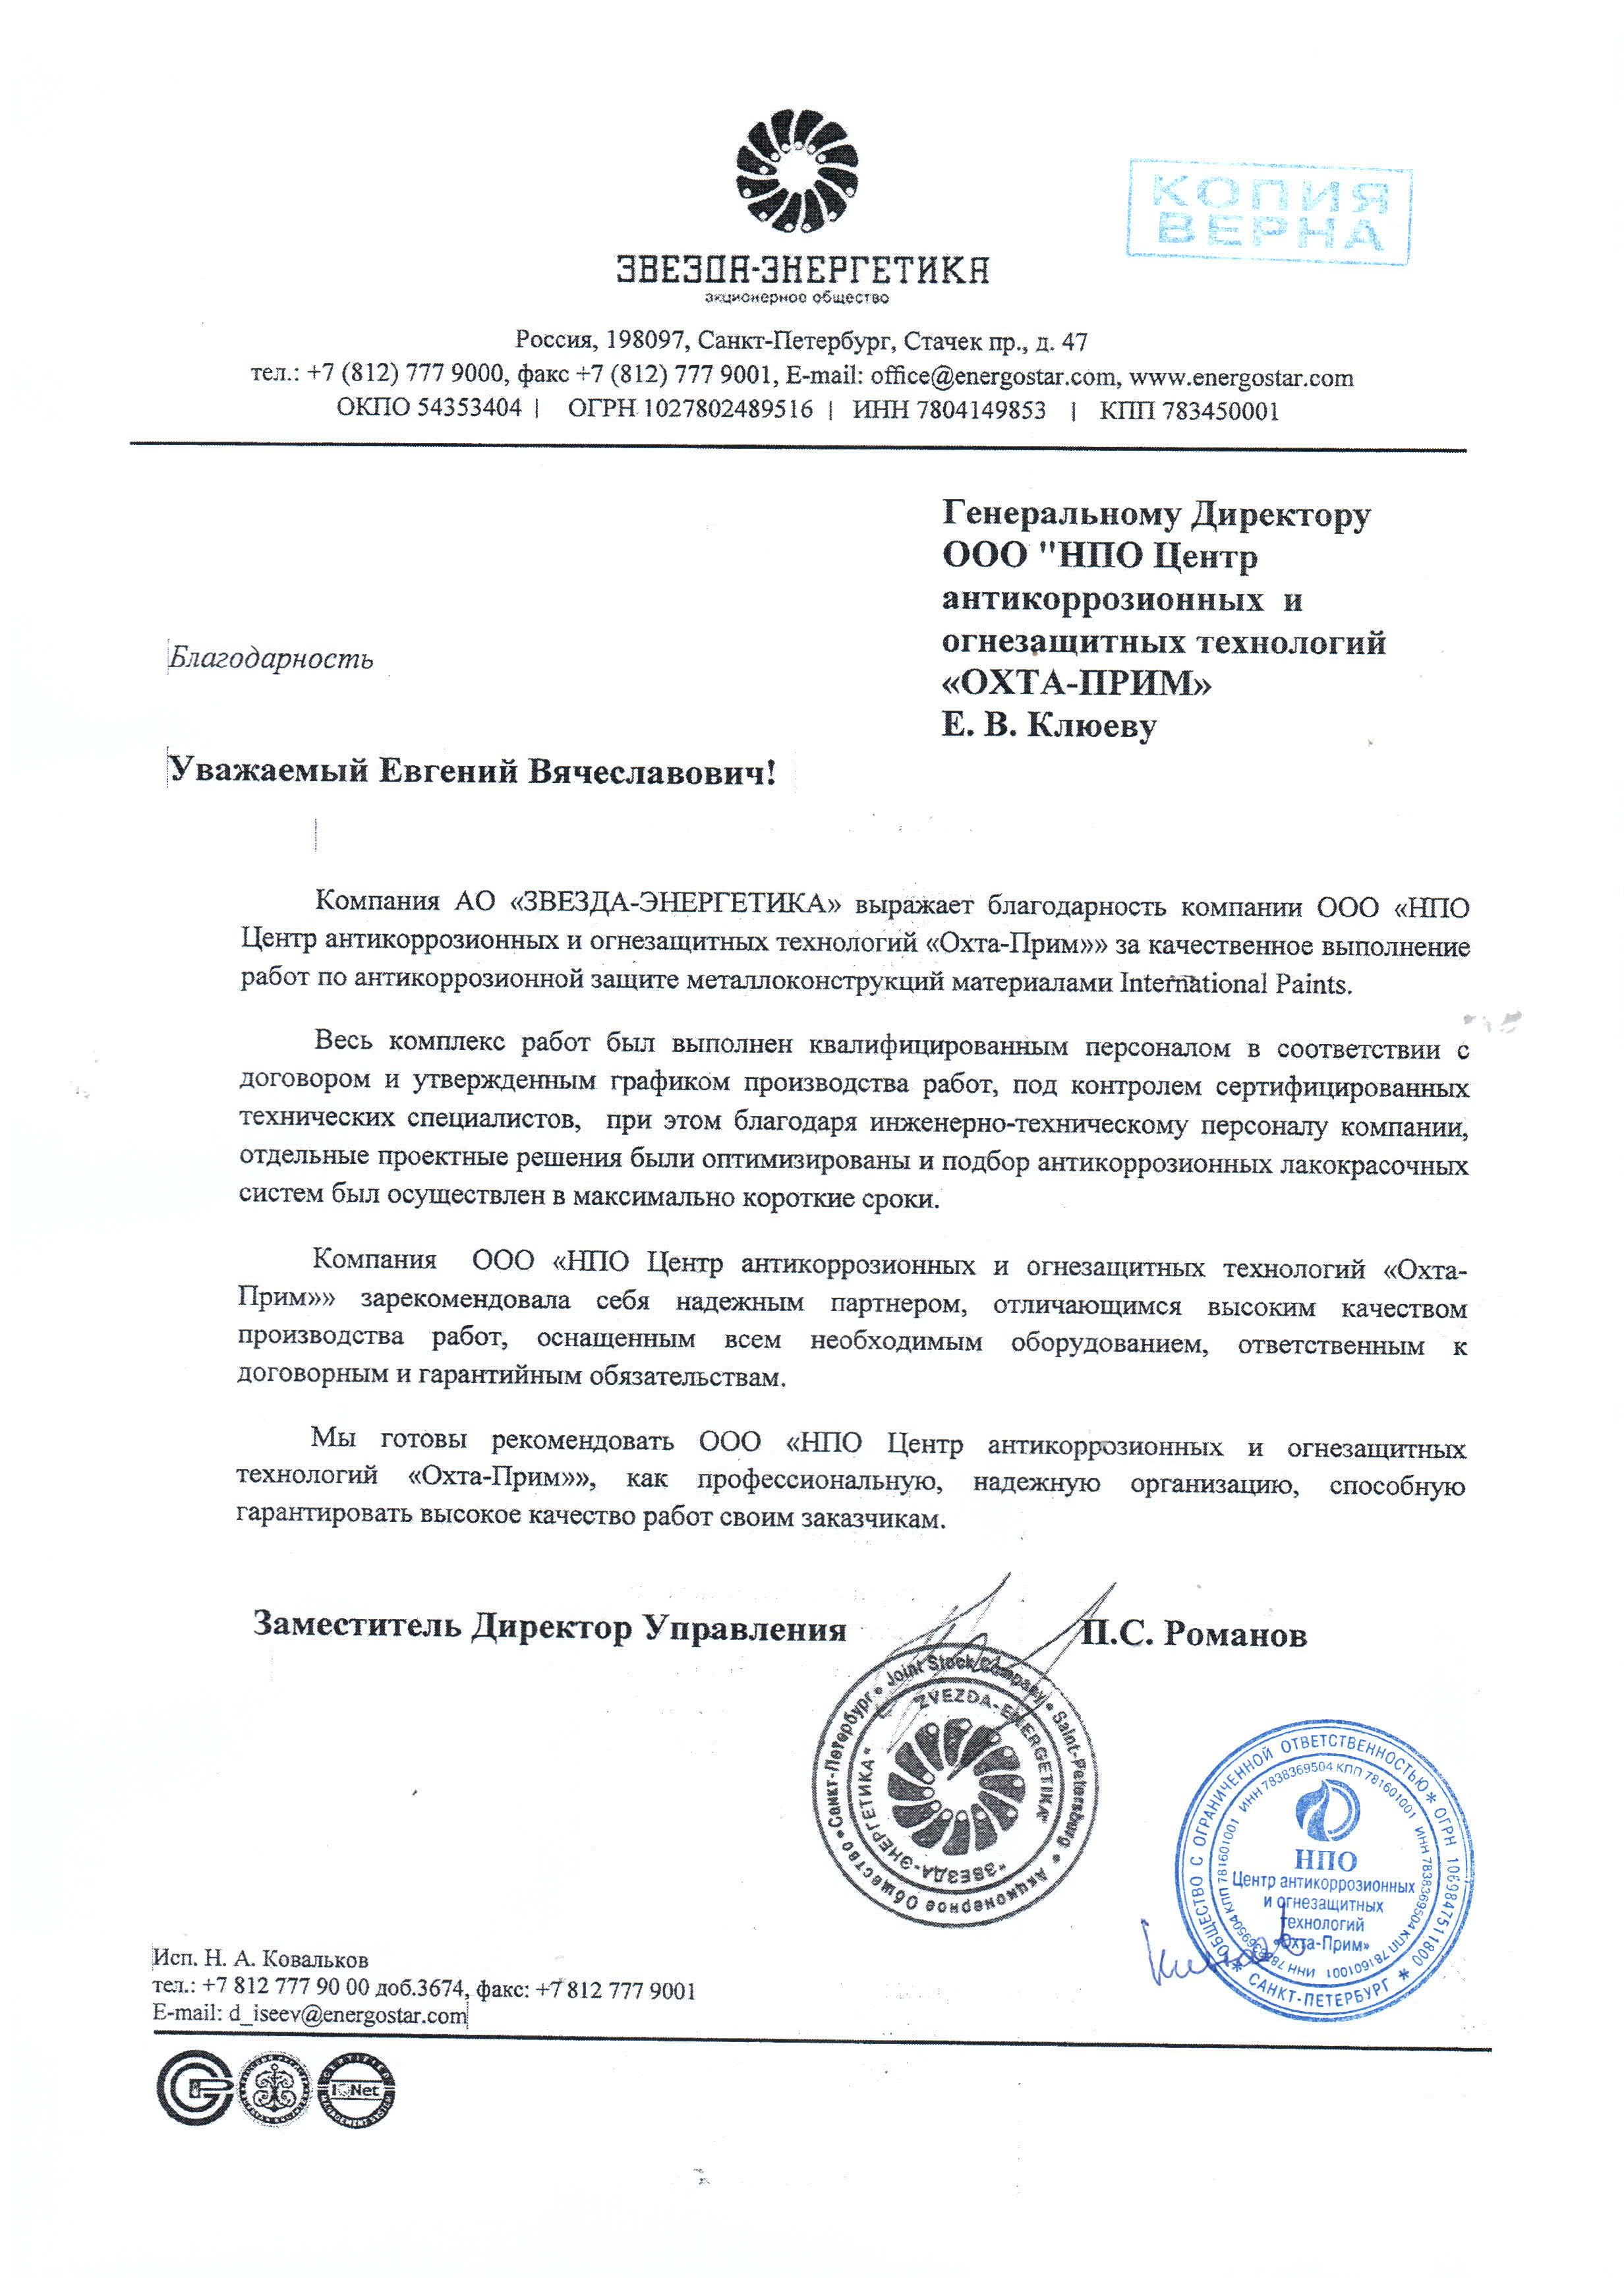 КОПИЯ
ВЕРНА
ЗВЕЗДА-ЭНЕРГЕТИКА
акционерное общество
Россия, 198097, Санкт-Петербург, Стачек пр., д. 47
тел.: +7 (812) 777 9000, факс +7 (812) 777 9001, E-mail: office@energostar.com, www.energostar.com
ОКПО 54353404 | ОГРН 1027802489516 | ИНН 7804149853 | КПП 783450001
Генеральному Директору
ООО "НПО Центр
антикоррозионных и
огнезащитных технологий
«ОХТА-ПРИМ»
Е. В. Клюеву
Благодарность
Уважаемый Евгений Вячеславович!
Компания АО «ЗВЕЗДА-ЭНЕРГЕТИКА» выражает благодарность компании ООО «НПО
Центр антикоррозионных и огнезащитных технологий «Охта-Прим»» за качественное выполнение
работ по антикоррозионной защите металлоконструкций материалами International Paints.
Весь комплекс работ был выполнен квалифицированным персоналом в соответствии с
договором и утвержденным графиком производства работ, под контролем сертифицированных
технических специалистов, при этом благодаря инженерно-техническому персоналу компании,
отдельные проектные решения были оптимизированы и подбор антикоррозионных лакокрасочных
систем был осуществлен в максимально короткие сроки.
Компания ООО «НПО Центр антикоррозионных и огнезащитных технологий «Охта-
Прим»» зарекомендовала себя надежным партнером, отличающимся высоким качеством
производства работ, оснащенным всем необходимым оборудованием, ответственным к
договорным и гарантийным обязательствам.
Мы готовы рекомендовать ООО «НПО Центр антикоррозионных и огнезащитных
технологий «Охта-Прим»», как профессиональную, надежную организацию, способную
гарантировать высокое качество работ своим заказчикам.
Заместитель Директор Управления П.С. Романов
Акционерное Общество • Санкт-Петербург • Joint Stock Company • Saint-Petersburg •
"ЗВЕЗДА-ЭНЕРГЕТИКА" "ZVEZDA-ENERGETIKA"
ОБЩЕСТВО С ОГРАНИЧЕННОЙ ОТВЕТСТВЕННОСТЬЮ * ОГРН 1069847511800 * САНКТ-ПЕТЕРБУРГ *
ИНН 7838369504 КПП 781601001 ИНН 7838369504 КПП 781601001 ИНН 7838369504 КПП 781601001
НПО
Центр антикоррозионных
и огнезащитных
технологий
«Охта-Прим»
Исп. Н. А. Ковальков
тел.: +7 812 777 90 00 доб.3674, факс: +7 812 777 9001
E-mail: d_iseev@energostar.com
IQNet
MANAGEMENT SYSTEM